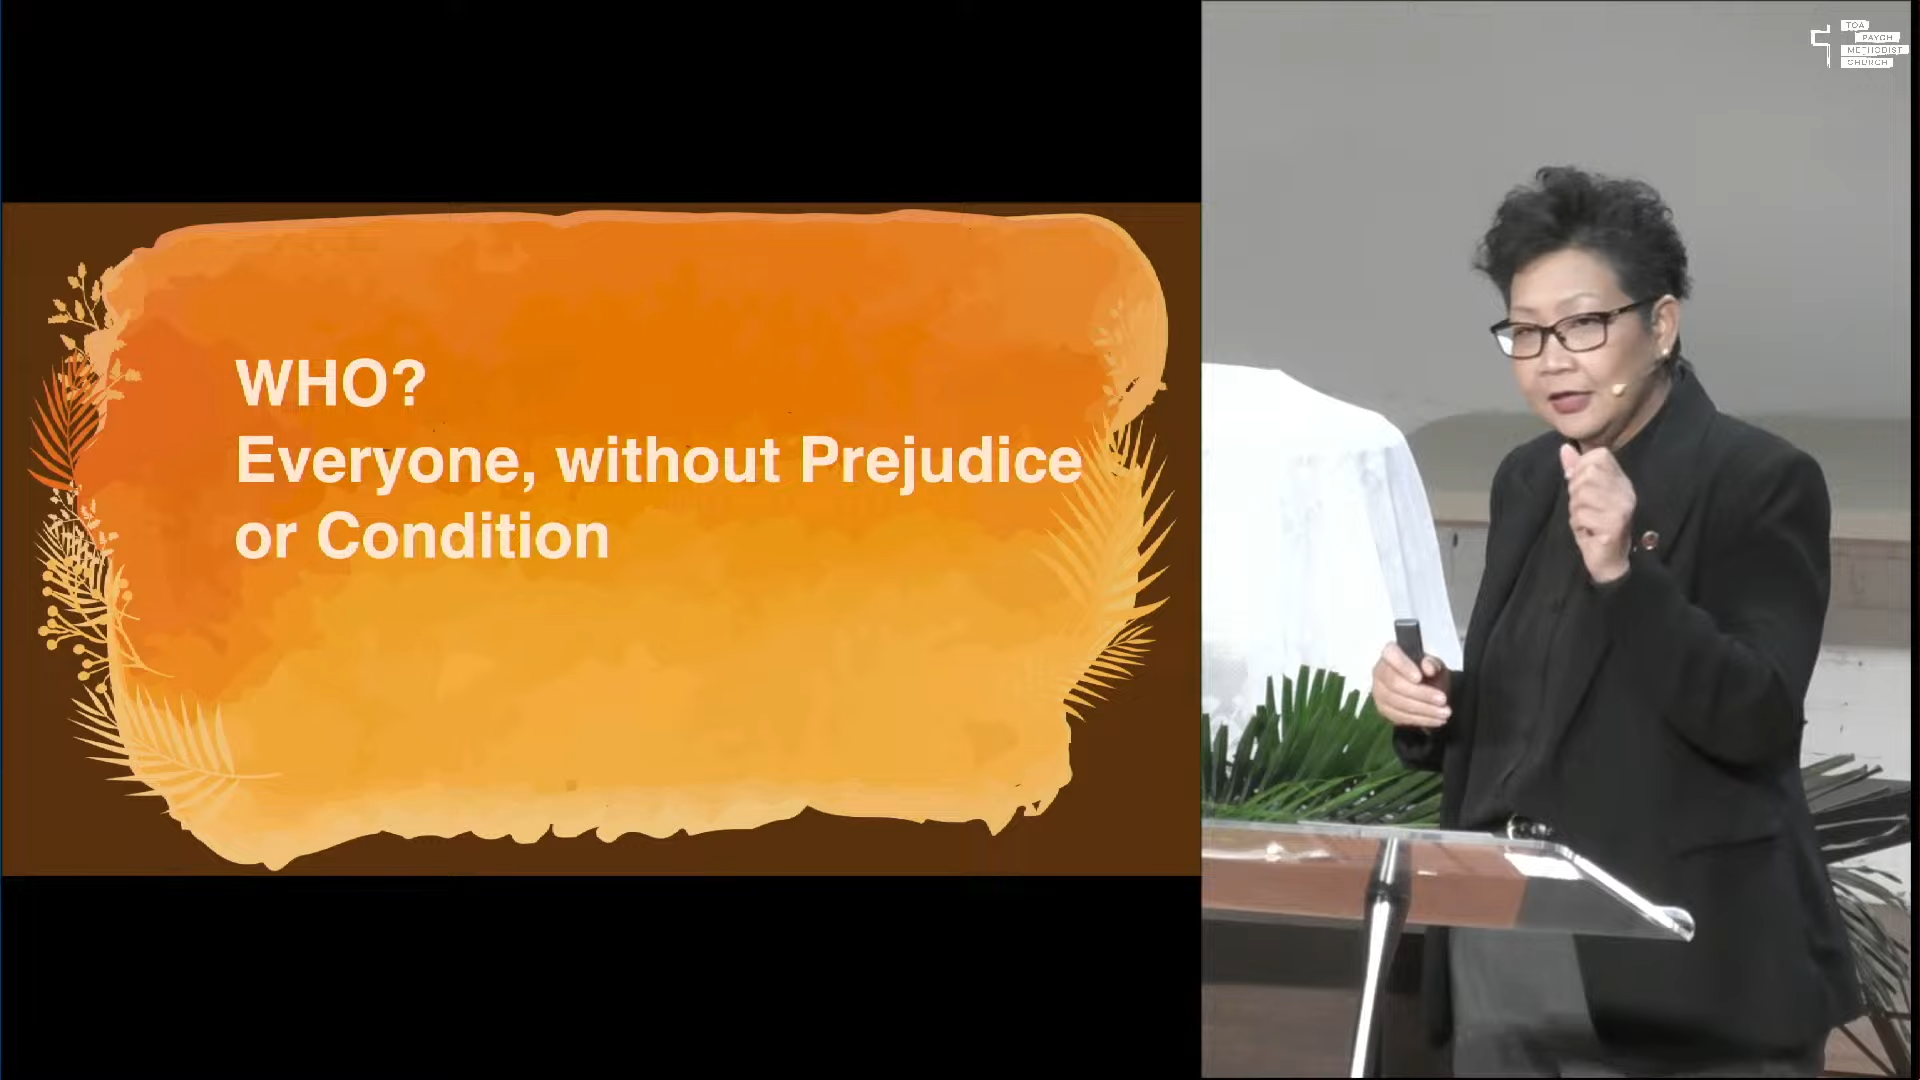 WHO?
Everyone, without Prejudice
or Condition
TOA
PAYOH
METHODIST
CHURCH